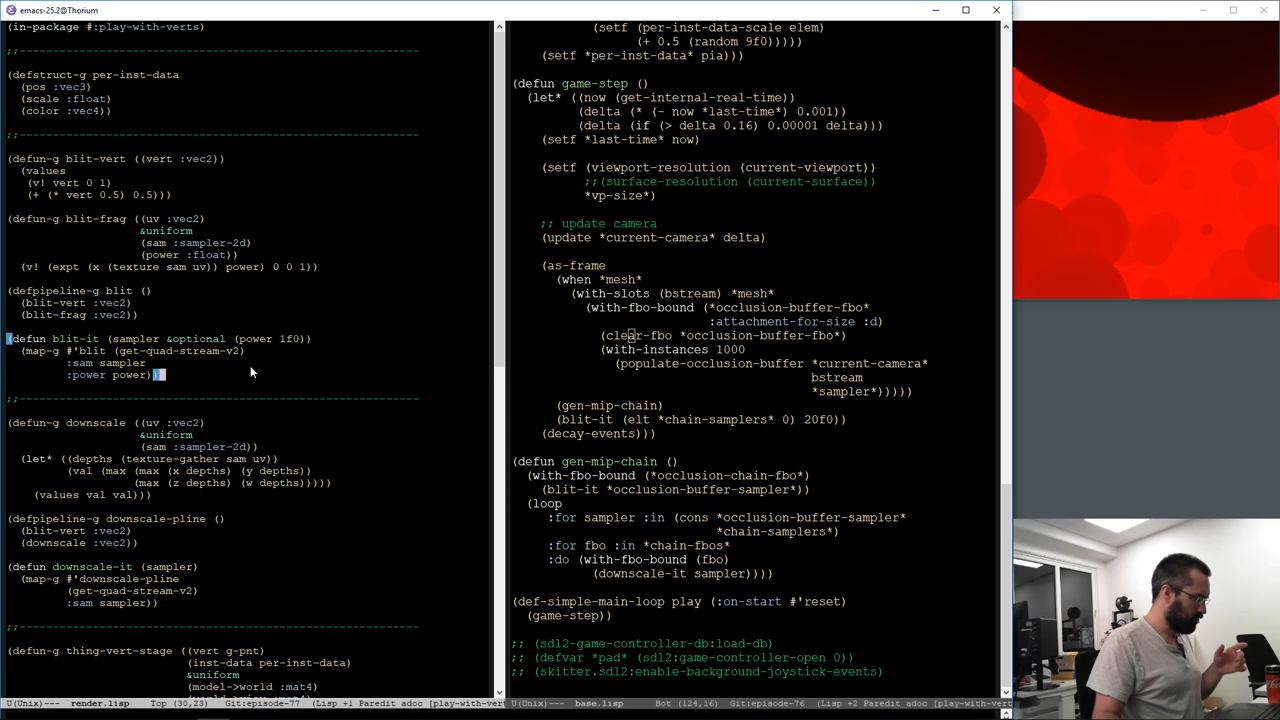 emacs-25.2@Thorium
(in-package #:play-with-verts)
;;----------------------------------------------------------
(defstruct-g per-inst-data
  (pos :vec3)
  (scale :float)
  (color :vec4))
;;----------------------------------------------------------
(defun-g blit-vert ((vert :vec2))
  (values
   (v! vert 0 1)
   (+ (* vert 0.5) 0.5)))
(defun-g blit-frag ((uv :vec2)
                    &uniform
                    (sam :sampler-2d)
                    (power :float))
  (v! (expt (x (texture sam uv)) power) 0 0 1))
(defpipeline-g blit ()
  (blit-vert :vec2)
  (blit-frag :vec2))
(defun blit-it (sampler &optional (power 1f0))
  (map-g #'blit (get-quad-stream-v2)
         :sam sampler
         :power power))
;;----------------------------------------------------------
(defun-g downscale ((uv :vec2)
                    &uniform
                    (sam :sampler-2d))
  (let* ((depths (texture-gather sam uv))
         (val (max (max (x depths) (y depths))
                   (max (z depths) (w depths)))))
    (values val val)))
(defpipeline-g downscale-pline ()
  (blit-vert :vec2)
  (downscale :vec2))
(defun downscale-it (sampler)
  (map-g #'downscale-pline
         (get-quad-stream-v2)
         :sam sampler))
;;----------------------------------------------------------
(defun-g thing-vert-stage ((vert g-pnt)
                           (inst-data per-inst-data)
                           &uniform
                           (model->world :mat4)
U(Unix)---  render.lisp    Top (30,23)    Git:episode-77  (Lisp +1 Paredit adoc [play-with-v
            (setf (per-inst-data-scale elem)
                  (+ 0.5 (random 9f0)))))
    (setf *per-inst-data* pia)))
(defun game-step ()
  (let* ((now (get-internal-real-time))
         (delta (* (- now *last-time*) 0.001))
         (delta (if (> delta 0.16) 0.00001 delta)))
    (setf *last-time* now)
    (setf (viewport-resolution (current-viewport))
          ;;(surface-resolution (current-surface))
          *vp-size*)
    ;; update camera
    (update *current-camera* delta)
    (as-frame
      (when *mesh*
        (with-slots (bstream) *mesh*
          (with-fbo-bound (*occlusion-buffer-fbo*
                           :attachment-for-size :d)
            (clear-fbo *occlusion-buffer-fbo*)
            (with-instances 1000
              (populate-occlusion-buffer *current-camera*
                                         bstream
                                         *sampler*)))))
      (gen-mip-chain)
      (blit-it (elt *chain-samplers* 0) 20f0))
    (decay-events)))
(defun gen-mip-chain ()
  (with-fbo-bound (*occlusion-chain-fbo*)
    (blit-it *occlusion-buffer-sampler*))
  (loop
     :for sampler :in (cons *occlusion-buffer-sampler*
                            *chain-samplers*)
     :for fbo :in *chain-fbos*
     :do (with-fbo-bound (fbo)
           (downscale-it sampler))))
(def-simple-main-loop play (:on-start #'reset)
  (game-step))
;; (sdl2-game-controller-db:load-db)
;; (defvar *pad* (sdl2:game-controller-open 0))
;; (skitter.sdl2:enable-background-joystick-events)
U(Unix)---  base.lisp    Bot (124,16)    Git:episode-76  (Lisp +2 Paredit adoc [play-with-v